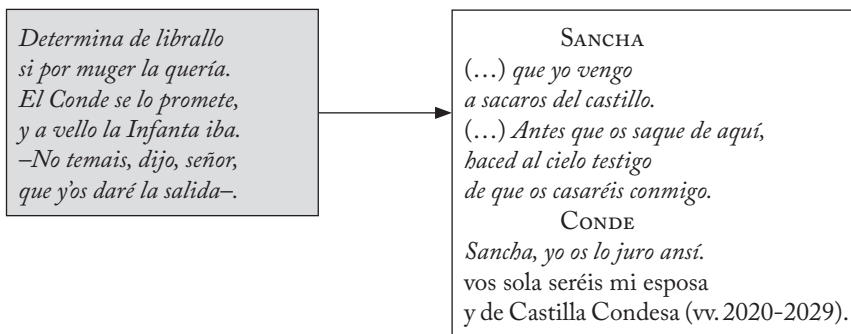 Determina de librallo
si por muger la quería.
El Conde se lo promete,
y a vello la Infanta iba.
–No temais, dijo, señor,
que y’os daré la salida–.
Sancha
(…) que yo vengo
a sacaros del castillo.
(…) Antes que os saque de aquí,
haced al cielo testigo
de que os casaréis conmigo.
Conde
Sancha, yo os lo juro ansí.
vos sola seréis mi esposa
y de Castilla Condesa (vv. 2020-2029).